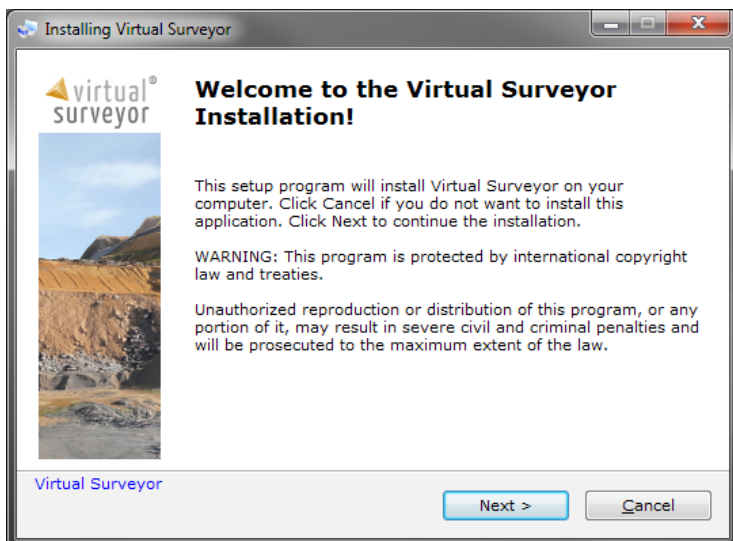 Installing Virtual Surveyor
virtual®
surveyor
Welcome to the Virtual Surveyor
Installation!
This setup program will install Virtual Surveyor on your
computer. Click Cancel if you do not want to install this
application. Click Next to continue the installation.
WARNING: This program is protected by international copyright
law and treaties.
Unauthorized reproduction or distribution of this program, or any
portion of it, may result in severe civil and criminal penalties and
will be prosecuted to the maximum extent of the law.
Virtual Surveyor
Next >
Cancel